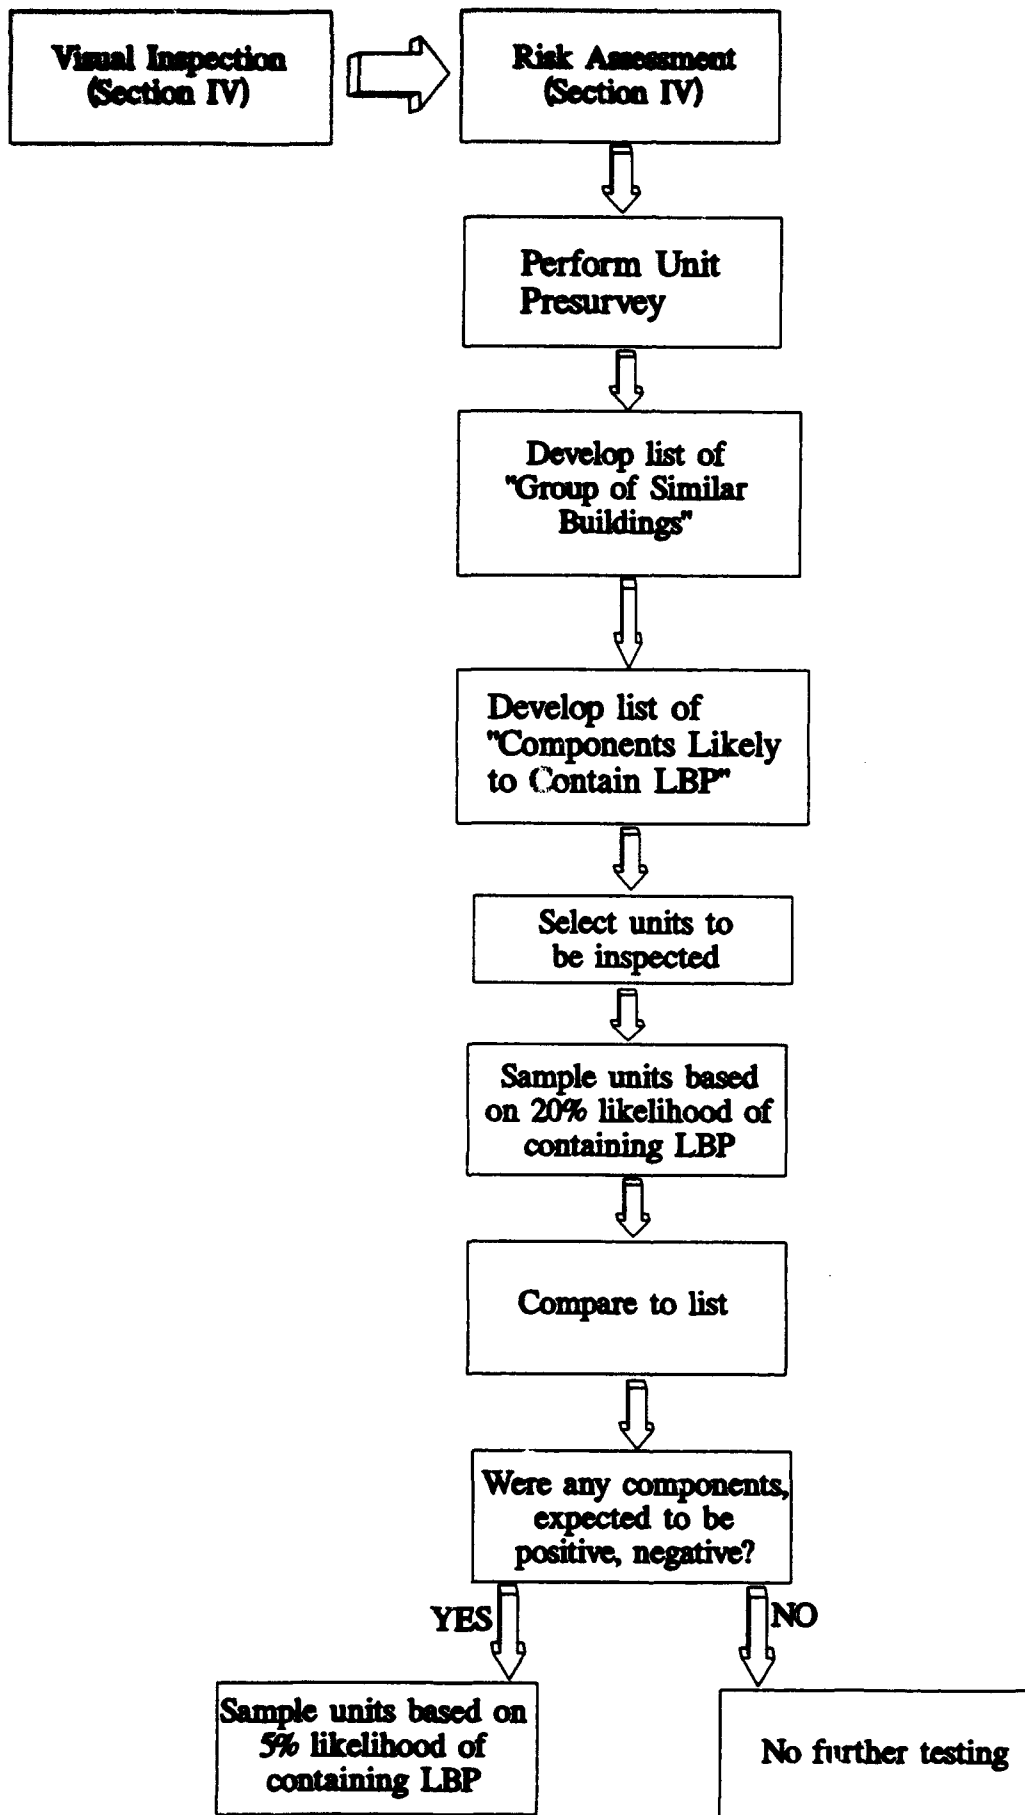 Visual Inspection
(Section IV)
Risk Assessment
(Section IV)
Perform Unit
Presurvey
Develop list of
"Group of Similar
Buildings"
Develop list of
"Components Likely
to Contain LBP"
Select units to
be inspected
Sample units based
on 20% likelihood of
containing LBP
Compare to list
Were any components,
expected to be
positive, negative?
YES
NO
Sample units based on
5% likelihood of
containing LBP
No further testing